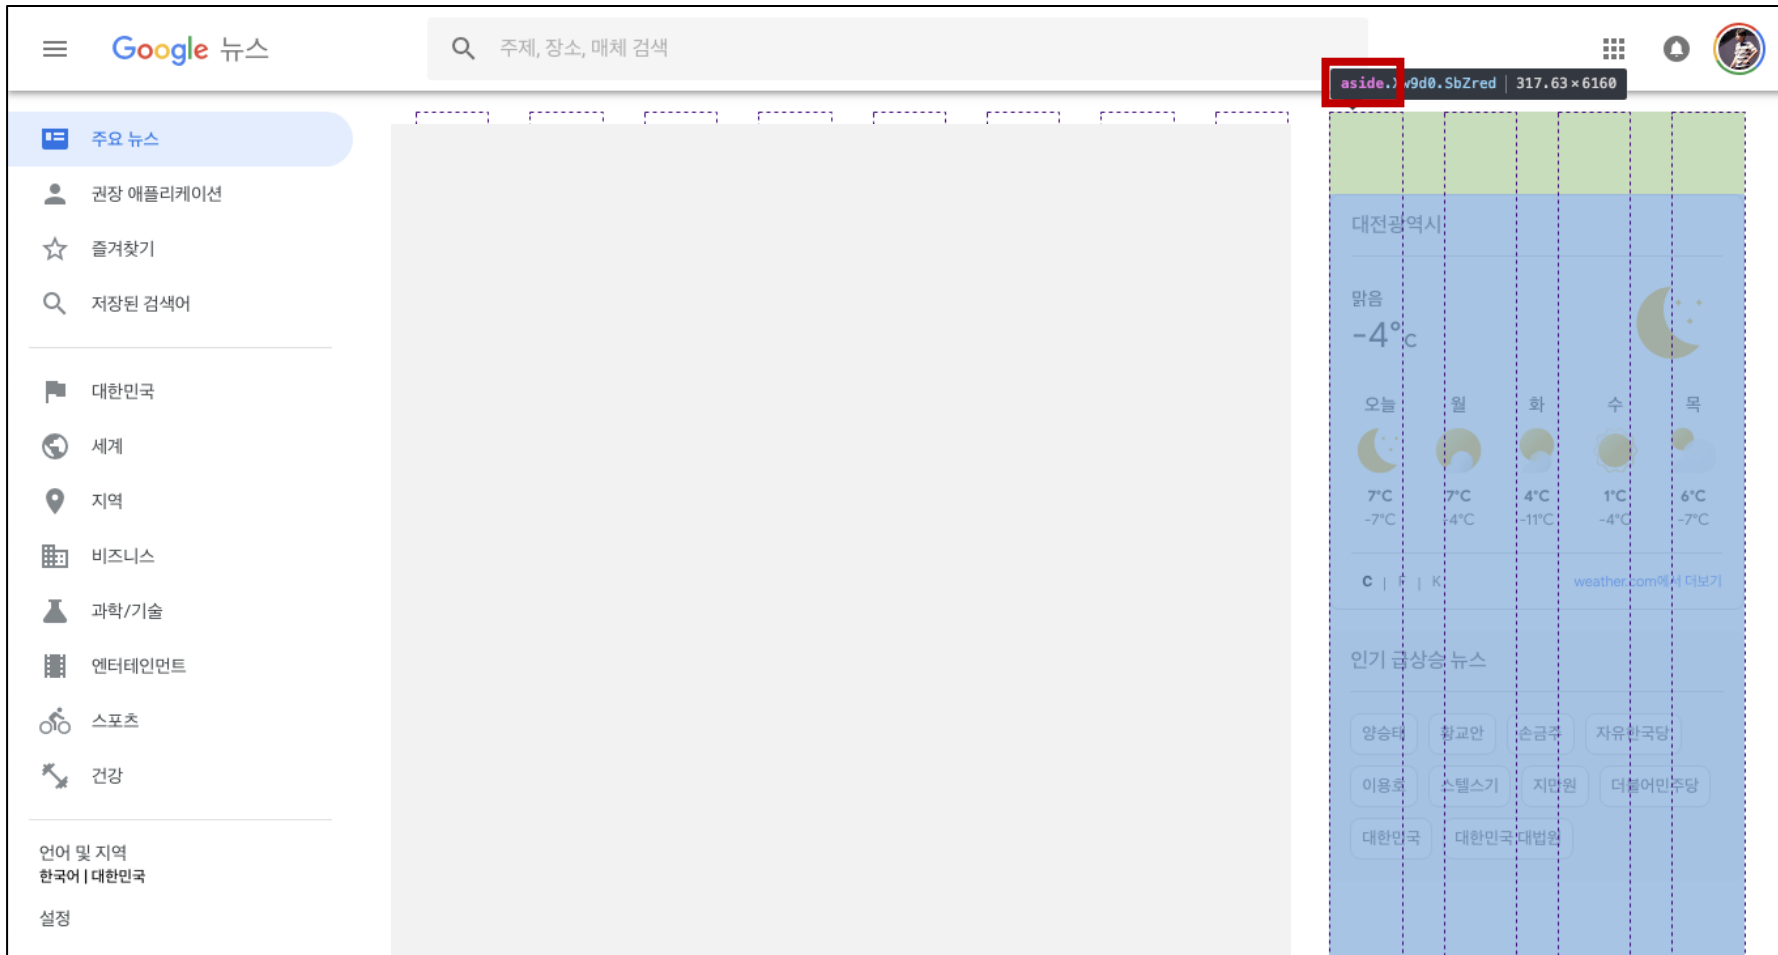 Google 뉴스
주제, 장소, 매체 검색
aside.Xw9d0.SbZred | 317.63 × 6160
주요 뉴스
권장 애플리케이션
즐겨찾기
저장된 검색어
대한민국
세계
지역
비즈니스
과학/기술
엔터테인먼트
스포츠
건강
언어 및 지역
한국어 | 대한민국
설정
대전광역시
맑음
-4°C
오늘 월 화 수 목
7°C 7°C 4°C 1°C 6°C
-7°C -4°C -11°C -4°C -7°C
C | F | K weather.com에서 더보기
인기 급상승 뉴스
양승태 황교안 손금주 자유한국당
이용호 스텔스기 지만원 더불어민주당
대한민국 대한민국 대법원